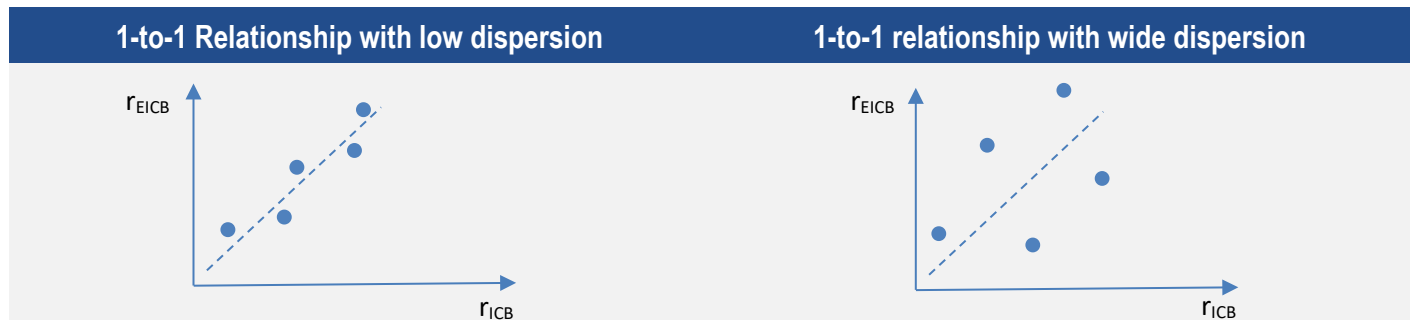 1-to-1 Relationship with low dispersion
1-to-1 relationship with wide dispersion
rEICB
rICB
rEICB
rICB